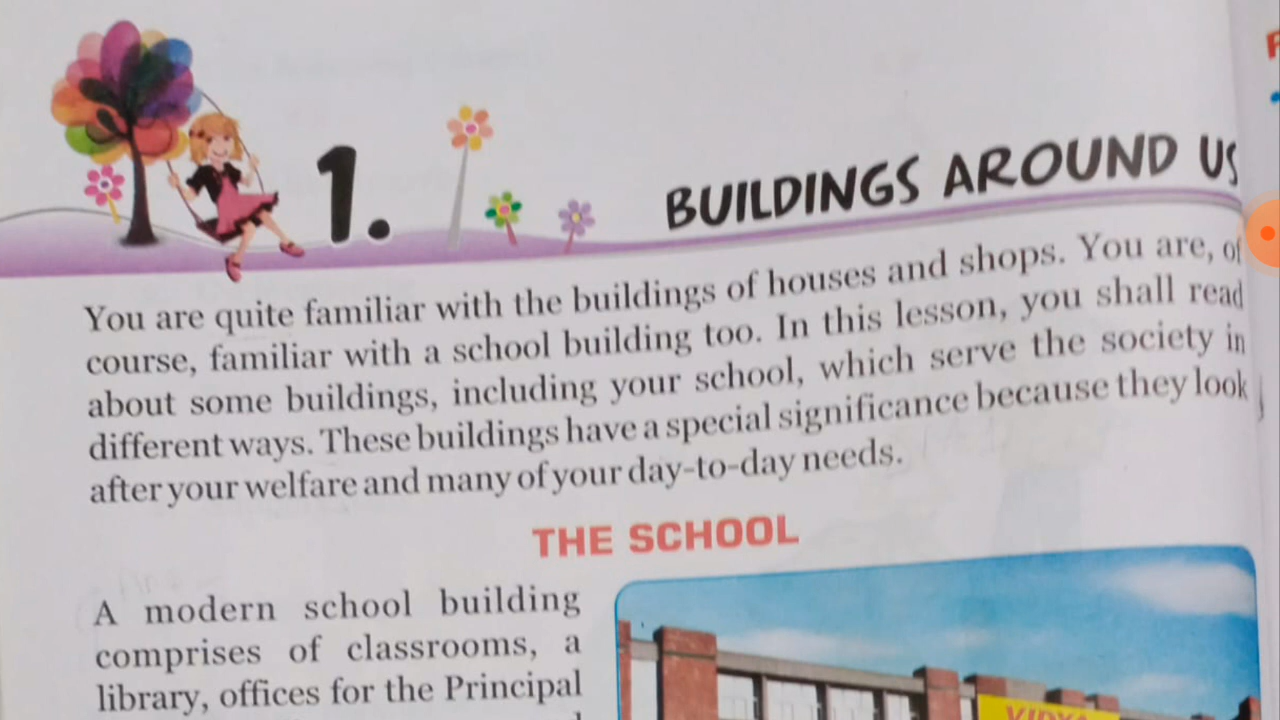 1.
BUILDINGS AROUND US
You are quite familiar with the buildings of houses and shops. You are, of
course, familiar with a school building too. In this lesson, you shall read
about some buildings, including your school, which serve the society in
different ways. These buildings have a special significance because they look
after your welfare and many of your day-to-day needs.
THE SCHOOL
A modern school building
comprises of classrooms, a
library, offices for the Principal